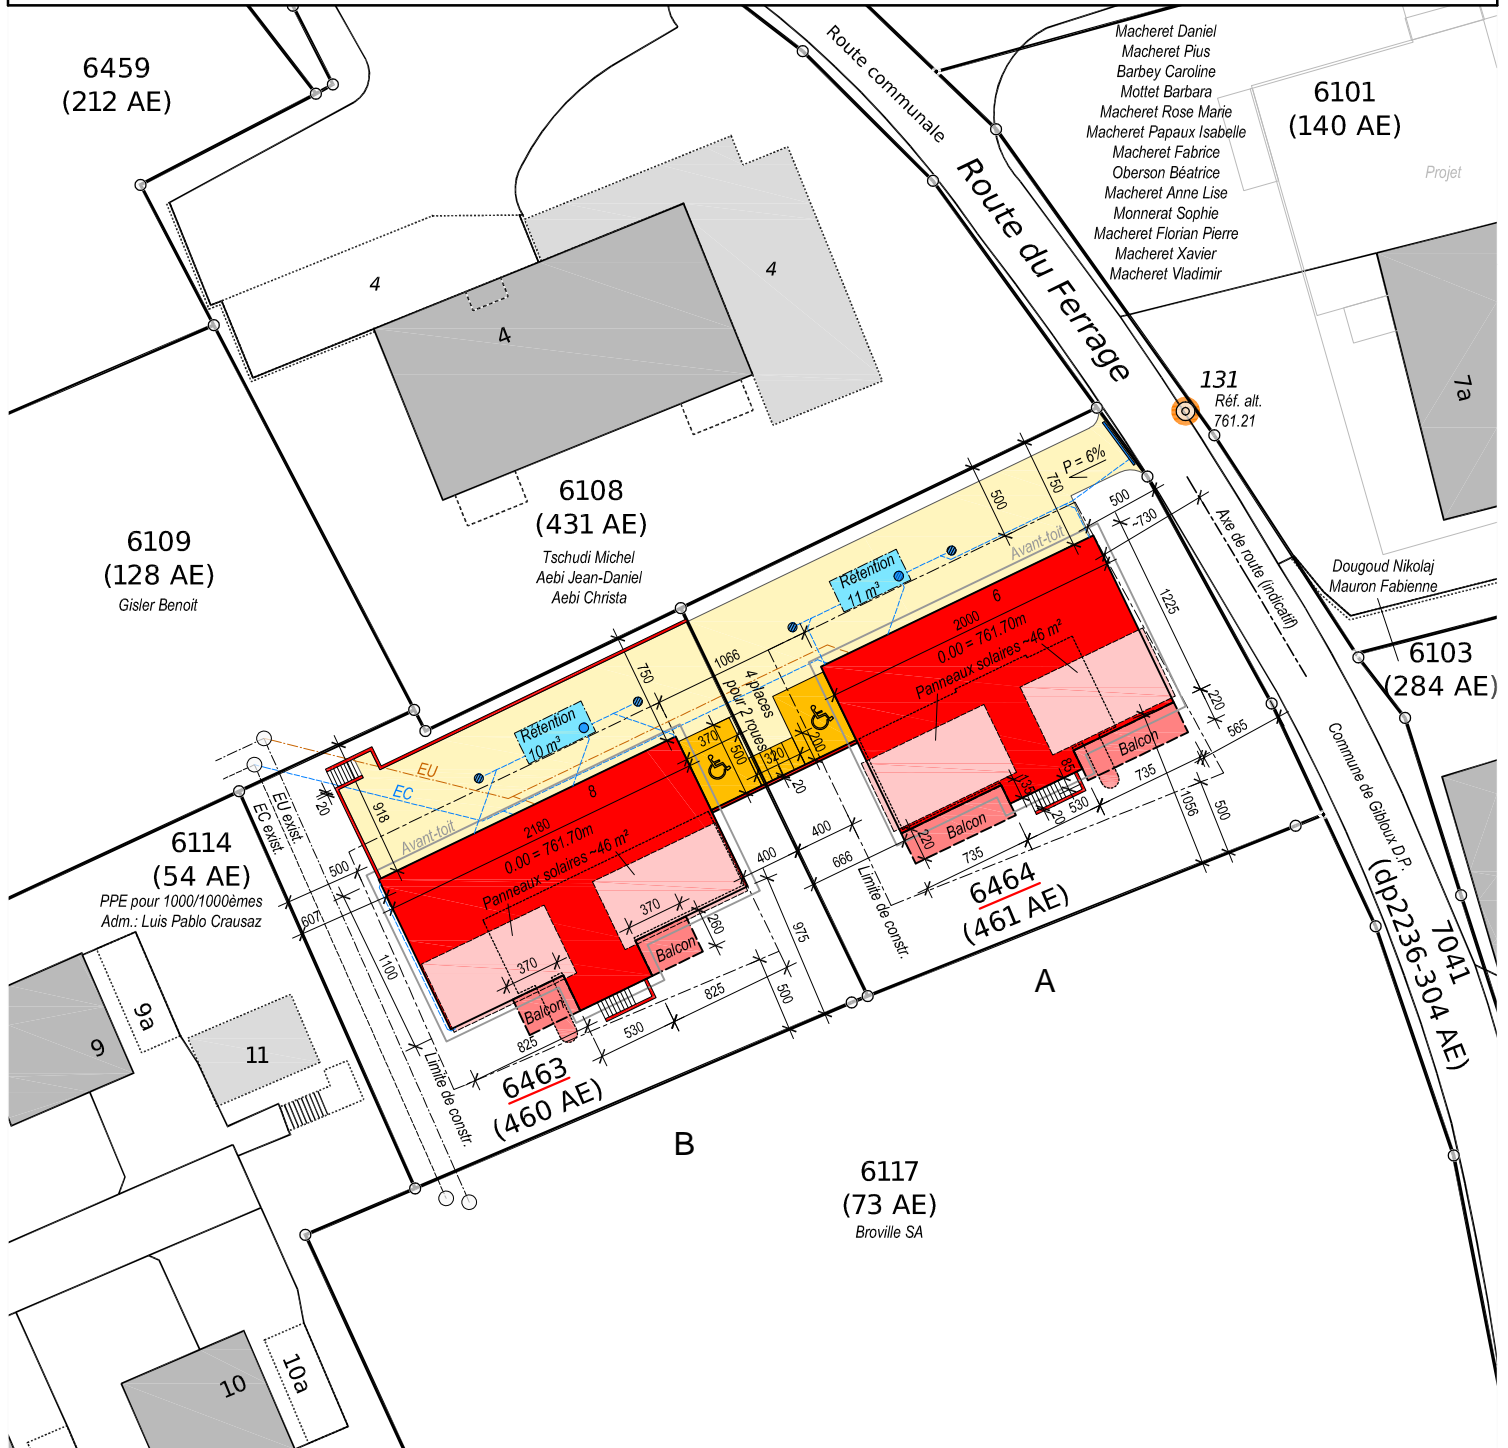 6459
(212 AE)
Route communale
Route du Ferrage
Macheret Daniel
Macheret Pius
Barbey Caroline
Mottet Barbara
Macheret Rose Marie
Macheret Papaux Isabelle
Macheret Fabrice
Oberson Béatrice
Macheret Anne Lise
Monnerat Sophie
Macheret Florian Pierre
Macheret Xavier
Macheret Vladimir
6101
(140 AE)
Projet
4
4
4
7a
131
Réf. alt.
761.21
6108
(431 AE)
Tschudi Michel
Aebi Jean-Daniel
Aebi Christa
6109
(128 AE)
Gisler Benoit
P = 6%
500
750
500
~730
Axe de route (indicatif)
Dougoud Nikolaj
Mauron Fabienne
6103
(284 AE)
Avant-toit
Rétention
11 m³
6
2000
0.00 = 761.70m
Panneaux solaires ~46 m²
1225
220
565
Balcon
735
85
135
530
20
1056
500
Balcon
220
735
1066
750
4 places
pour 2 roues
370
500
320
200
20
400
666
400
Rétention
10 m³
EU
EC
20
918
Avant-toit
8
2180
0.00 = 761.70m
Panneaux solaires ~46 m²
500
607
1100
370
370
260
Balcon
Balcon
825
530
825
975
500
EU exist.
EC exist.
Limite de constr.
Limite de constr.
6114
(54 AE)
PPE pour 1000/1000èmes
Adm.: Luis Pablo Crausaz
6464
(461 AE)
A
6463
(460 AE)
B
Commune de Gibloux D.P.
(dp2236-304 AE)
7041
9
9a
11
6117
(73 AE)
Broville SA
10
10a